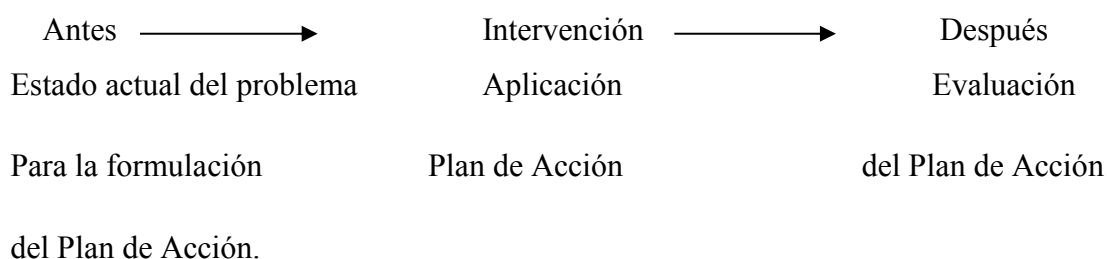 Antes Intervención Después
Estado actual del problema Aplicación Evaluación
Para la formulación Plan de Acción del Plan de Acción
del Plan de Acción.